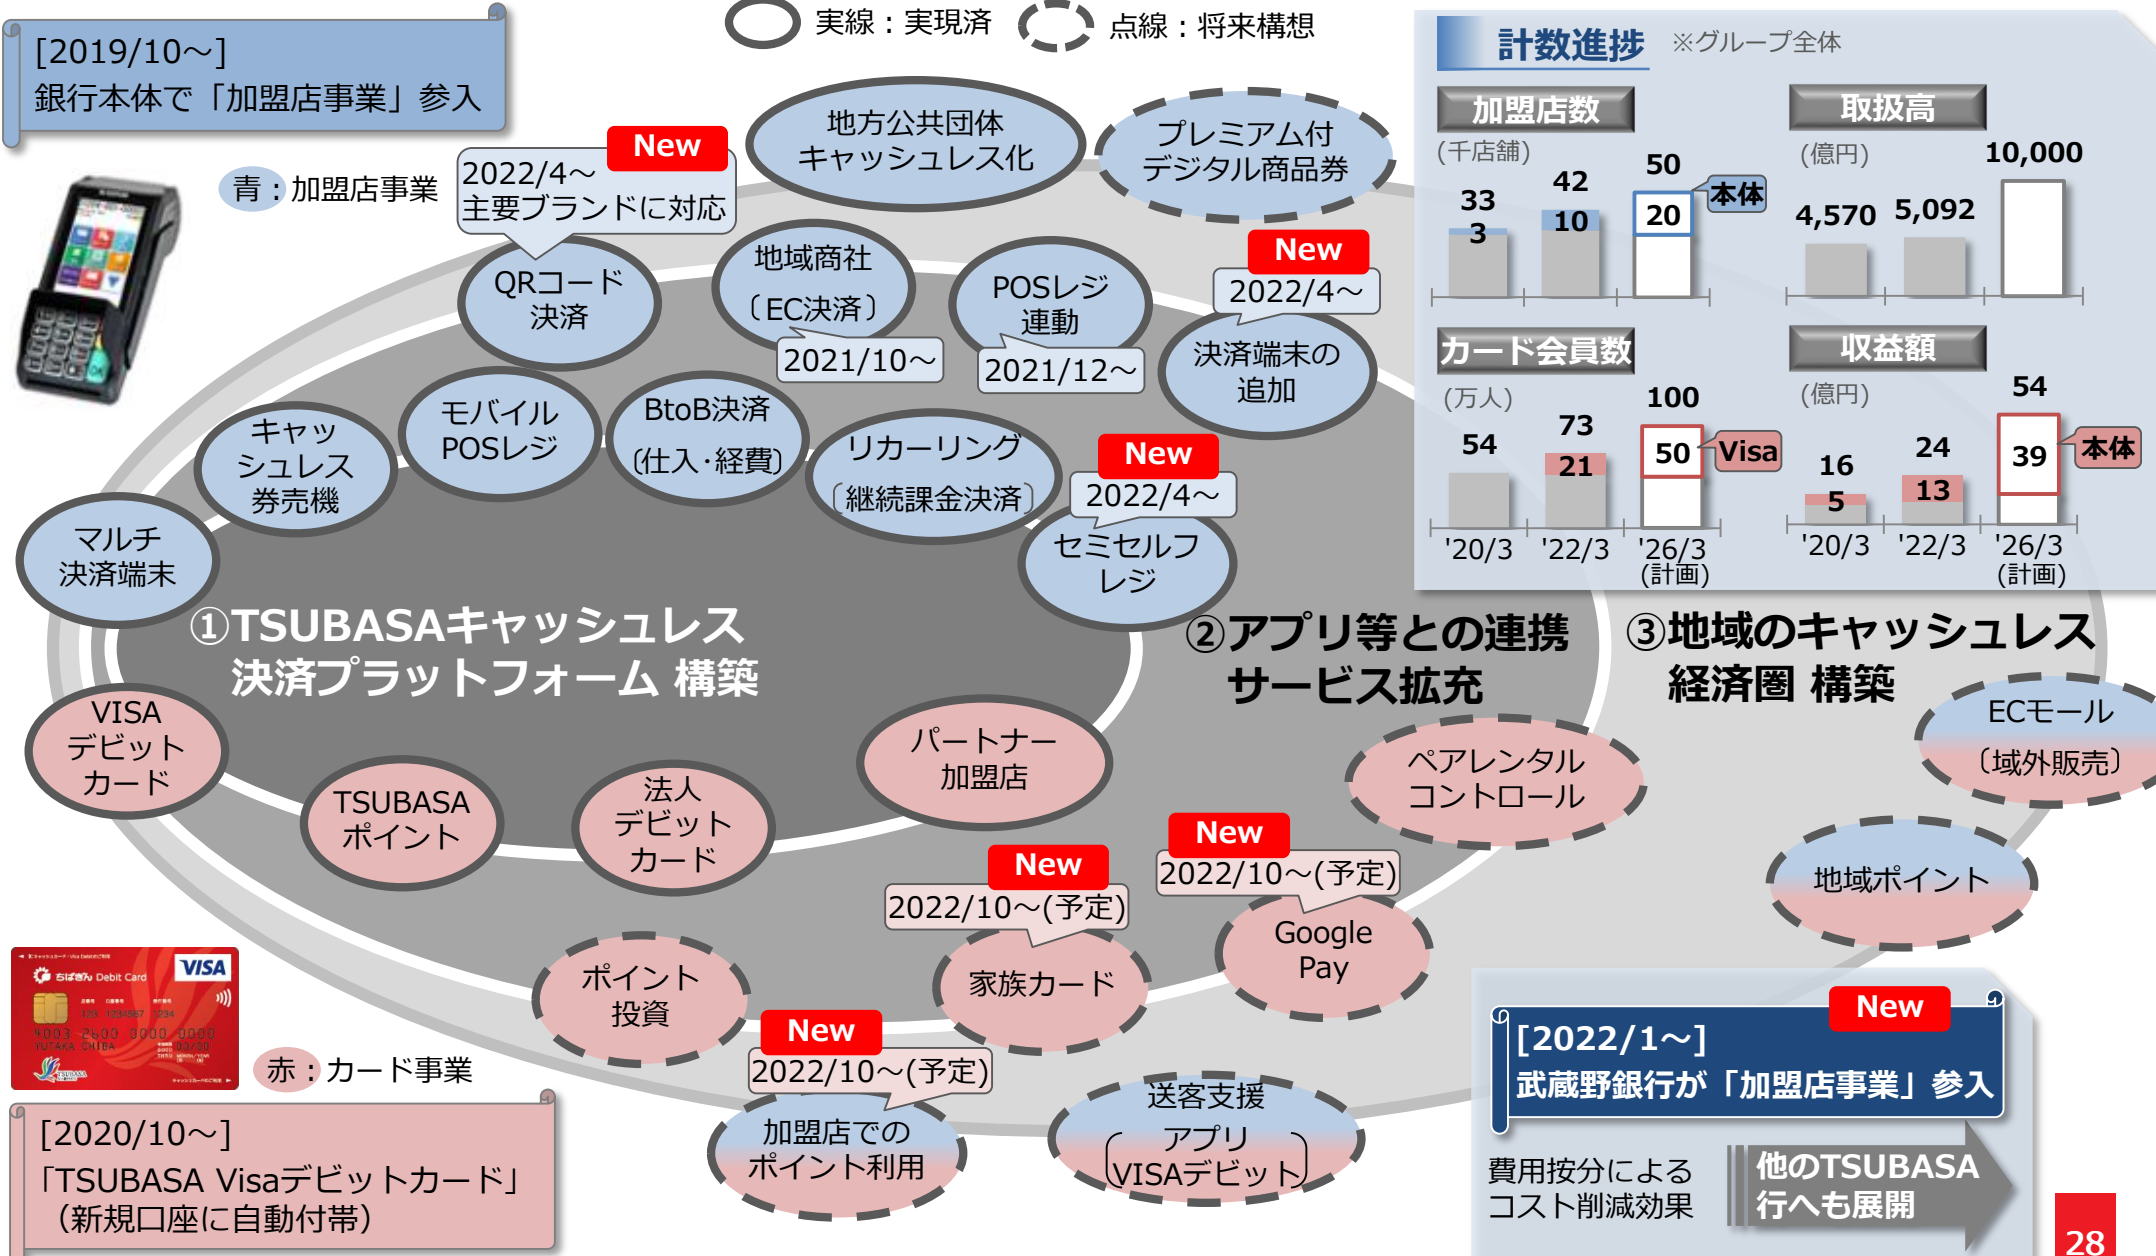 実線：実現済
点線：将来構想
[2019/10～]
銀行本体で「加盟店事業」参入
青：加盟店事業
New
2022/4～
主要ブランドに対応
地方公共団体
キャッシュレス化
プレミアム付
デジタル商品券
QRコード
決済
地域商社
〔EC決済〕
2021/10～
POSレジ
連動
2021/12～
New
2022/4～
決済端末の
追加
キャッ
シュレス
券売機
モバイル
POSレジ
BtoB決済
〔仕入･経費〕
リカーリング
〔継続課金決済〕
New
2022/4～
セミセルフ
レジ
マルチ
決済端末
①TSUBASAキャッシュレス
決済プラットフォーム 構築
②アプリ等との連携
サービス拡充
③地域のキャッシュレス
経済圏 構築
VISA
デビット
カード
TSUBASA
ポイント
法人
デビット
カード
パートナー
加盟店
ペアレンタル
コントロール
ECモール
〔域外販売〕
地域ポイント
New
2022/10～(予定)
Google
Pay
New
2022/10～(予定)
家族カード
ポイント
投資
New
2022/10～(予定)
加盟店での
ポイント利用
送客支援
アプリ
VISAデビット
計数進捗
※グループ全体
加盟店数
(千店舗)
33
3
42
10
50
20
本体
取扱高
(億円)
4,570
5,092
10,000
カード会員数
(万人)
54
73
21
100
50
Visa
'20/3
'22/3
'26/3
(計画)
収益額
(億円)
16
5
24
13
54
39
本体
'20/3
'22/3
'26/3
(計画)
ちばぎん Debit Card
VISA
123 1234567 1234
4003 2600 0000 0000
YUTAKA CHIBA
TSUBASA
赤：カード事業
[2020/10～]
「TSUBASA Visaデビットカード」
（新規口座に自動付帯）
New
[2022/1～]
武蔵野銀行が「加盟店事業」参入
費用按分による
コスト削減効果
他のTSUBASA
行へも展開
28